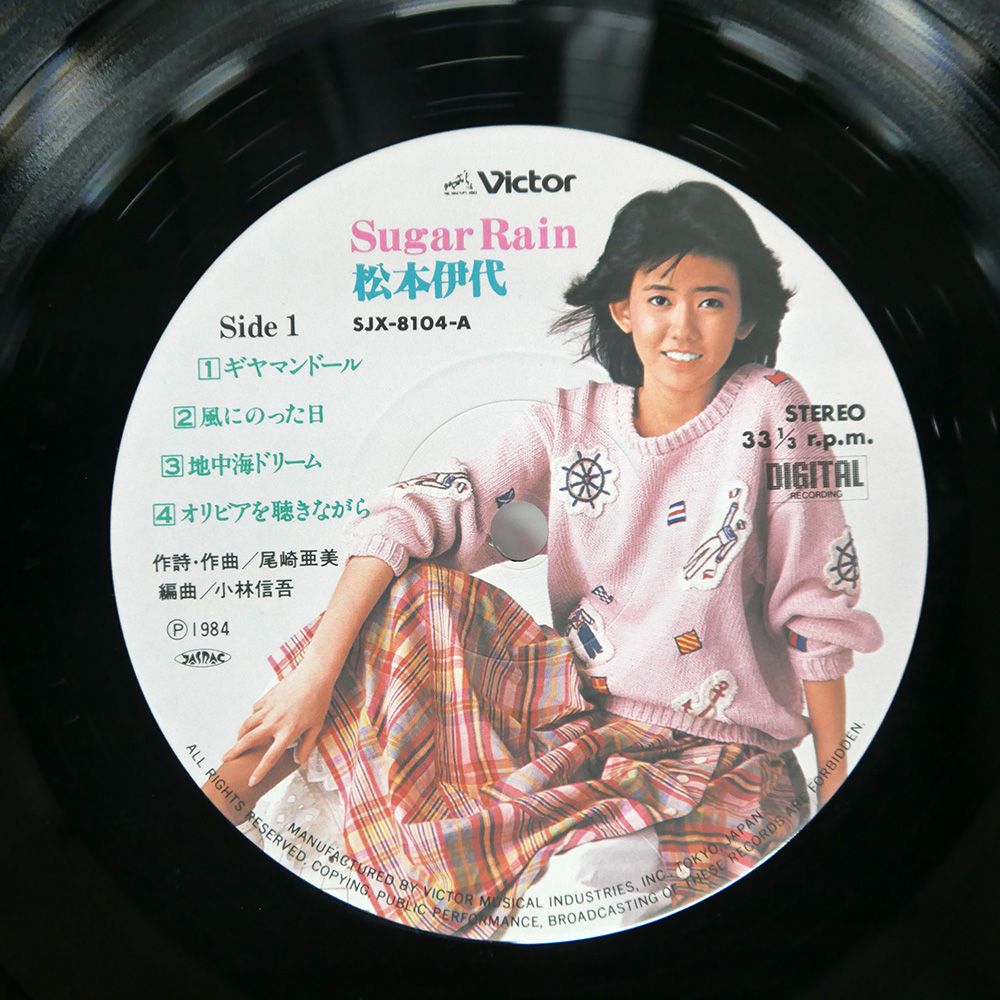 Victor
Sugar Rain
松本伊代
Side 1
SJX-8104-A
1 ギヤマンドール
2 風にのった日
3 地中海ドリーム
4 オリビアを聴きながら
作詩・作曲/尾崎亜美
編曲/小林信吾
Ⓟ1984
JASRAC
STEREO
33 1/3 r.p.m.
DIGITAL
RECORDING
MANUFACTURED BY VICTOR MUSICAL INDUSTRIES, INC., TOKYO, JAPAN
ALL RIGHTS RESERVED. COPYING, PUBLIC PERFORMANCE, BROADCASTING OF THESE RECORDS ARE FORBIDDEN.